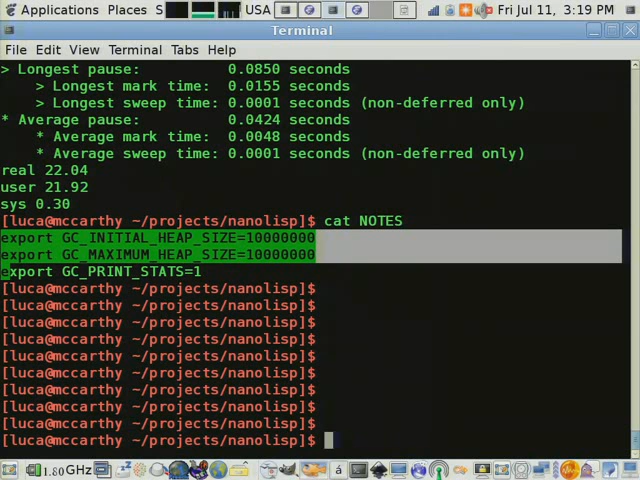 Applications Places S USA Fri Jul 11, 3:19 PM
Terminal
File Edit View Terminal Tabs Help
> Longest pause: 0.0850 seconds
> Longest mark time: 0.0155 seconds
> Longest sweep time: 0.0001 seconds (non-deferred only)
* Average pause: 0.0424 seconds
* Average mark time: 0.0048 seconds
* Average sweep time: 0.0001 seconds (non-deferred only)
real 22.04
user 21.92
sys 0.30
[luca@mccarthy ~/projects/nanolisp]$ cat NOTES
export GC_INITIAL_HEAP_SIZE=10000000
export GC_MAXIMUM_HEAP_SIZE=10000000
export GC_PRINT_STATS=1
[luca@mccarthy ~/projects/nanolisp]$
[luca@mccarthy ~/projects/nanolisp]$
[luca@mccarthy ~/projects/nanolisp]$
[luca@mccarthy ~/projects/nanolisp]$
[luca@mccarthy ~/projects/nanolisp]$
[luca@mccarthy ~/projects/nanolisp]$
[luca@mccarthy ~/projects/nanolisp]$
[luca@mccarthy ~/projects/nanolisp]$
[luca@mccarthy ~/projects/nanolisp]$
[luca@mccarthy ~/projects/nanolisp]$
1.80GHz á